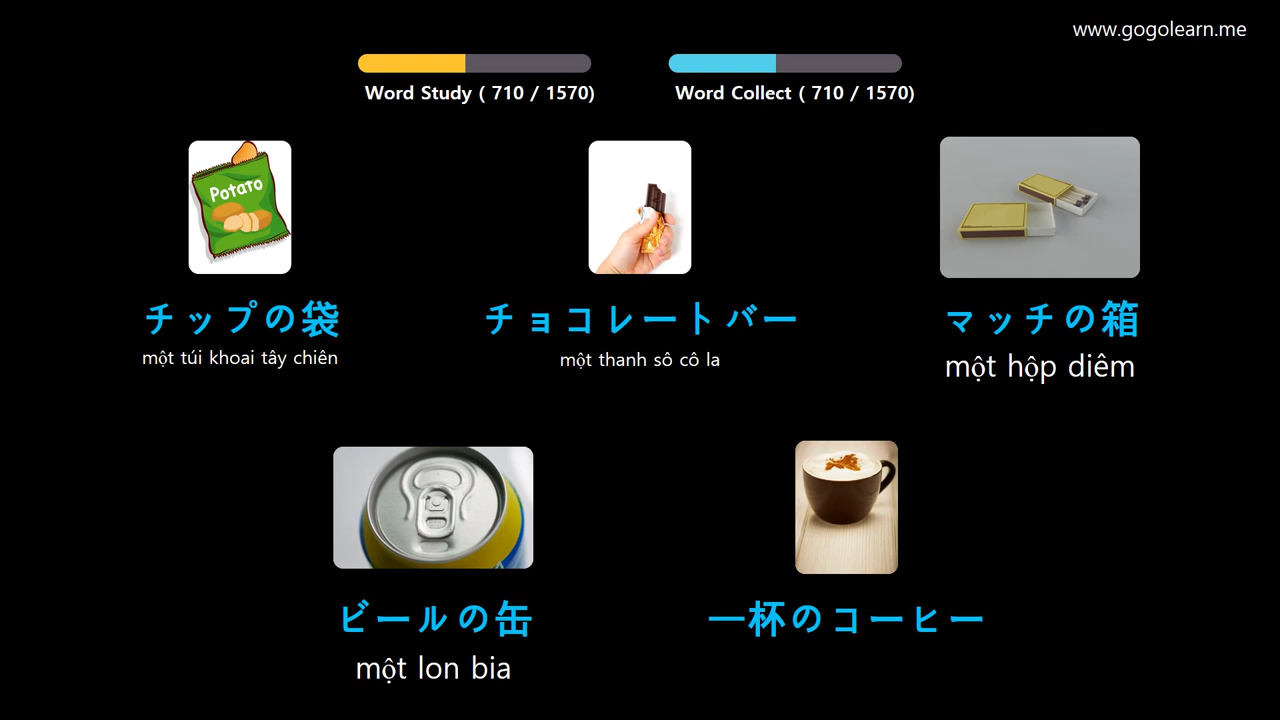 www.gogolearn.me
Word Study ( 710 / 1570)
Word Collect ( 710 / 1570)
Potato
チップの袋
một túi khoai tây chiên
チョコレートバー
một thanh sô cô la
マッチの箱
một hộp diêm
ビールの缶
một lon bia
一杯のコーヒー